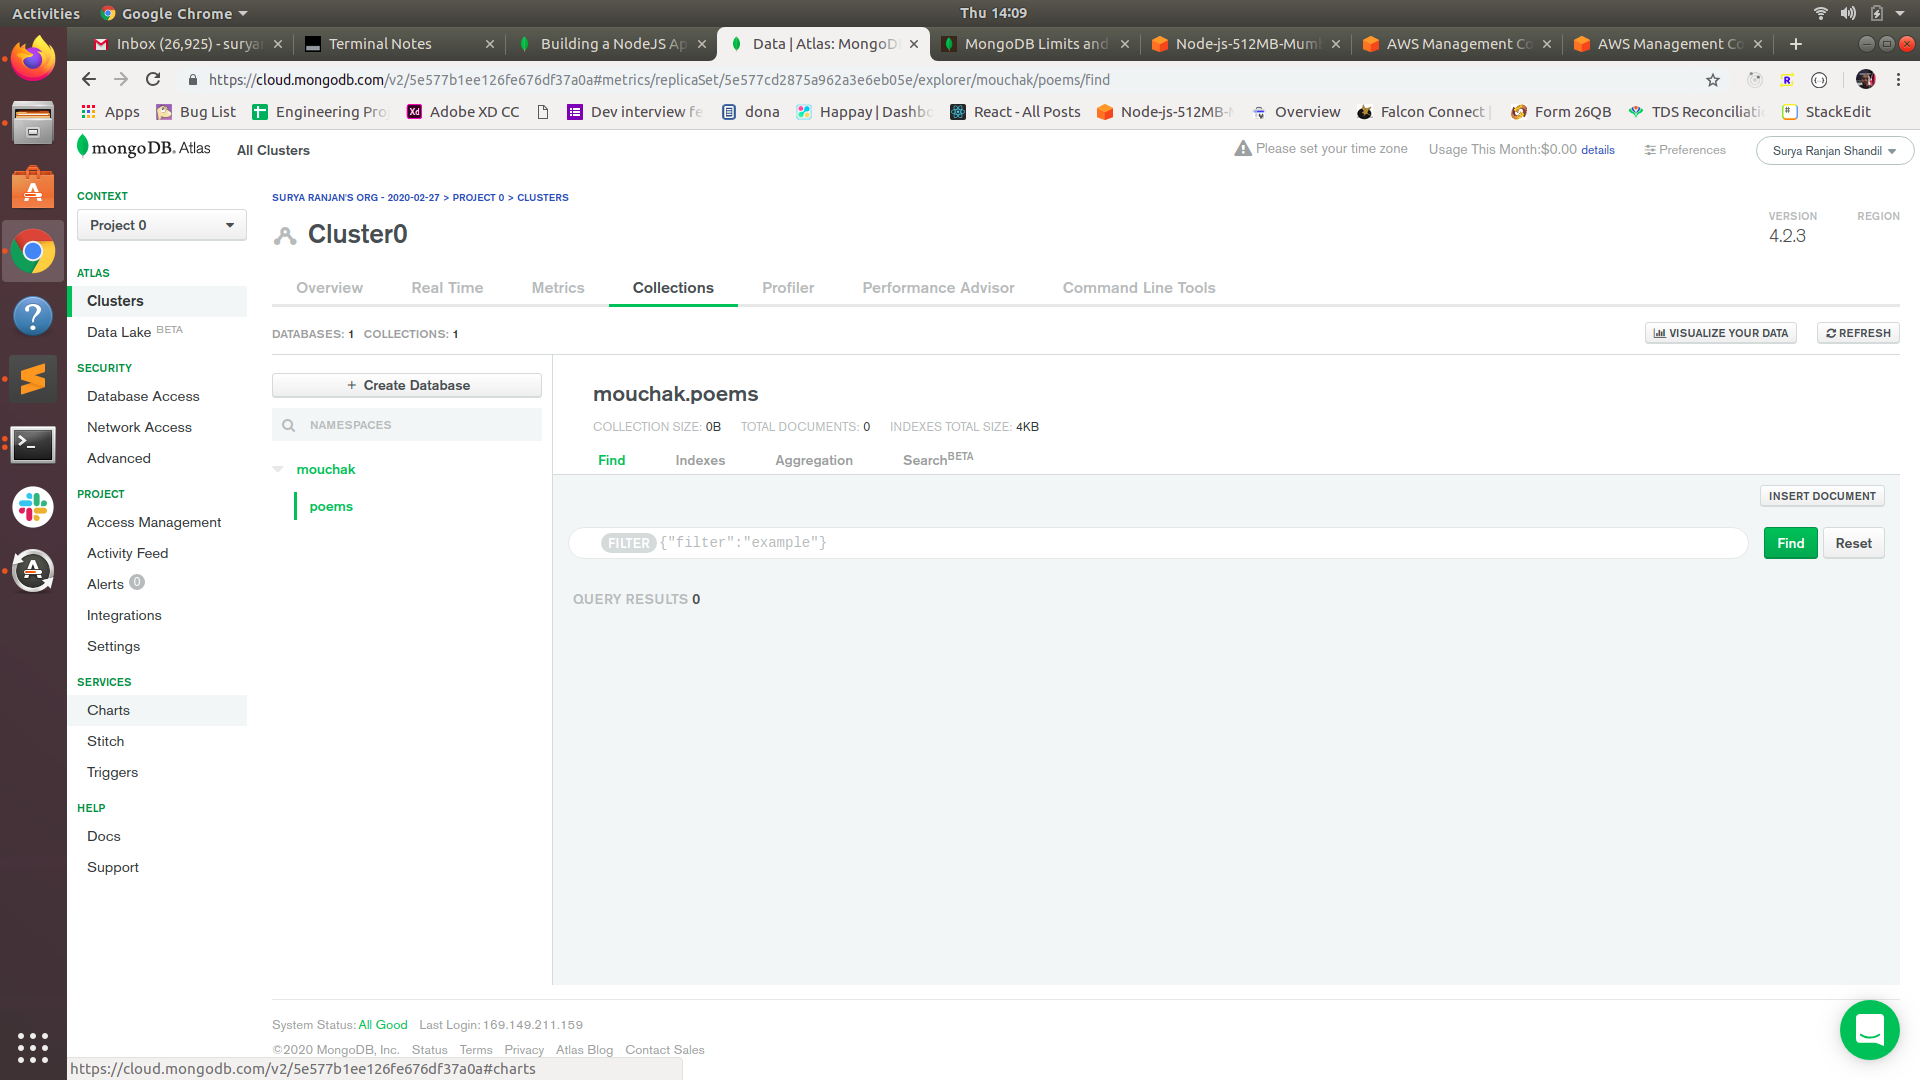 Activities Google Chrome Thu 14:09
Inbox (26,925) - surya Terminal Notes Building a NodeJS Ap Data | Atlas: MongoD MongoDB Limits and Node-js-512MB-Mum AWS Management Co AWS Management Co
https://cloud.mongodb.com/v2/5e577b1ee126fe676df37a0a#metrics/replicaSet/5e577cd2875a962a3e6eb05e/explorer/mouchak/poems/find
Apps Bug List Engineering Pro Adobe XD CC Dev interview fe dona Happay | Dashbo React - All Posts Node-js-512MB- Overview Falcon Connect | Form 26QB TDS Reconciliati StackEdit
mongoDB. Atlas All Clusters Please set your time zone Usage This Month:$0.00 details Preferences Surya Ranjan Shandil
CONTEXT
Project 0
ATLAS
Clusters
Data Lake BETA
SECURITY
Database Access
Network Access
Advanced
PROJECT
Access Management
Activity Feed
Alerts 0
Integrations
Settings
SERVICES
Charts
Stitch
Triggers
HELP
Docs
Support
SURYA RANJAN'S ORG - 2020-02-27 > PROJECT 0 > CLUSTERS
Cluster0
VERSION REGION
4.2.3
Overview Real Time Metrics Collections Profiler Performance Advisor Command Line Tools
DATABASES: 1 COLLECTIONS: 1 VISUALIZE YOUR DATA REFRESH
+ Create Database
NAMESPACES
mouchak
poems
mouchak.poems
COLLECTION SIZE: 0B TOTAL DOCUMENTS: 0 INDEXES TOTAL SIZE: 4KB
Find Indexes Aggregation Search BETA
INSERT DOCUMENT
FILTER {"filter":"example"} Find Reset
QUERY RESULTS 0
System Status: All Good Last Login: 169.149.211.159
©2020 MongoDB, Inc. Status Terms Privacy Atlas Blog Contact Sales
https://cloud.mongodb.com/v2/5e577b1ee126fe676df37a0a#charts